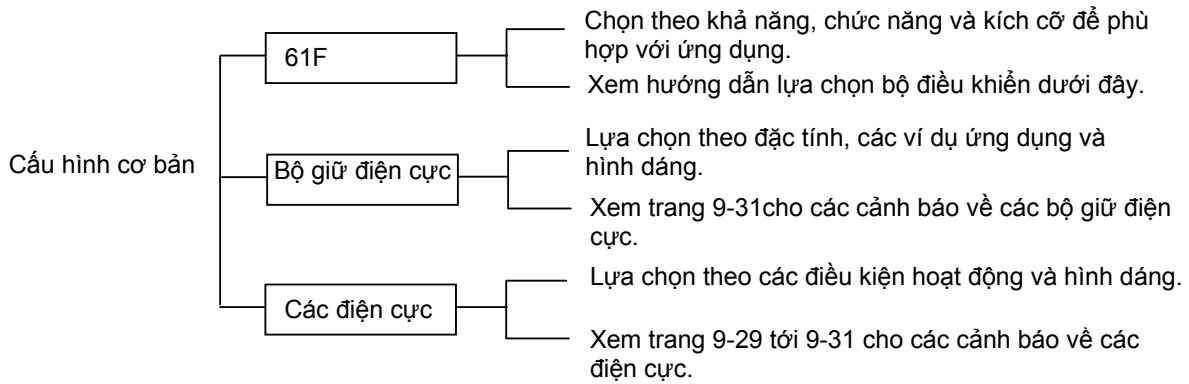 Chọn theo khả năng, chức năng và kích cỡ để phù
hợp với ứng dụng.
61F
Xem hướng dẫn lựa chọn bộ điều khiển dưới đây.
Lựa chọn theo đặc tính, các ví dụ ứng dụng và
hình dáng.
Cấu hình cơ bản
Bộ giữ điện cực
Xem trang 9-31cho các cảnh báo về các bộ giữ điện
cực.
Lựa chọn theo các điều kiện hoạt động và hình dáng.
Các điện cực
Xem trang 9-29 tới 9-31 cho các cảnh báo về các
điện cực.